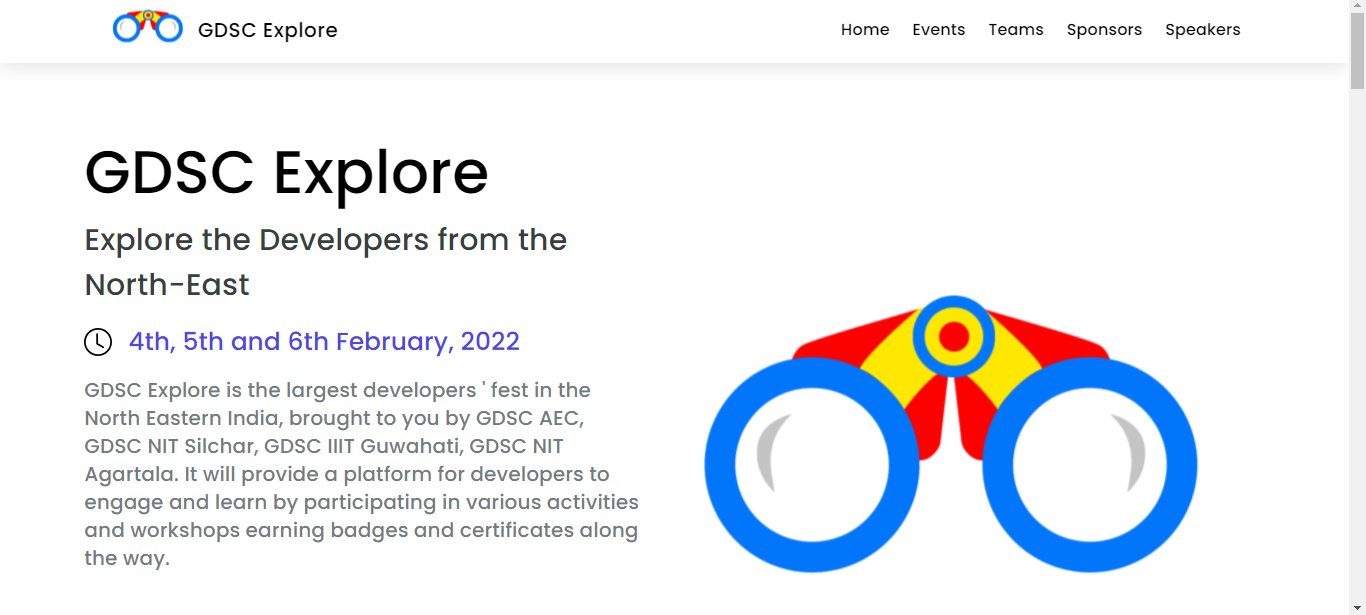 GDSC Explore
Home
Events
Teams
Sponsors
Speakers
GDSC Explore
Explore the Developers from the
North-East
4th, 5th and 6th February, 2022
GDSC Explore is the largest developers ' fest in the
North Eastern India, brought to you by GDSC AEC,
GDSC NIT Silchar, GDSC IIIT Guwahati, GDSC NIT
Agartala. It will provide a platform for developers to
engage and learn by participating in various activities
and workshops earning badges and certificates along
the way.